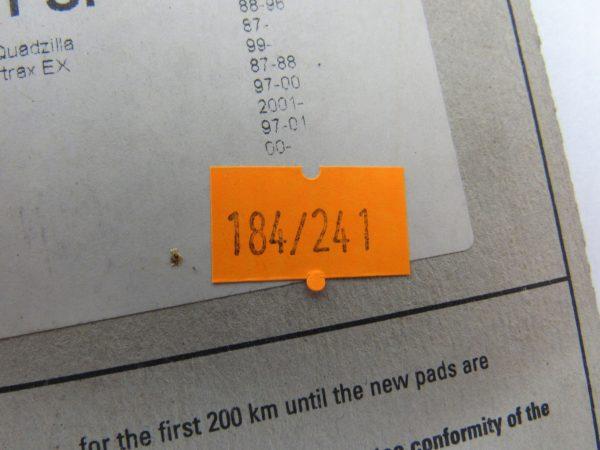 88-96
87-
Quadzilla
99-
trax EX
87-88
97-00
2001-
97-01
00-
184/241
for the first 200 km until the new pads are
conformity of the